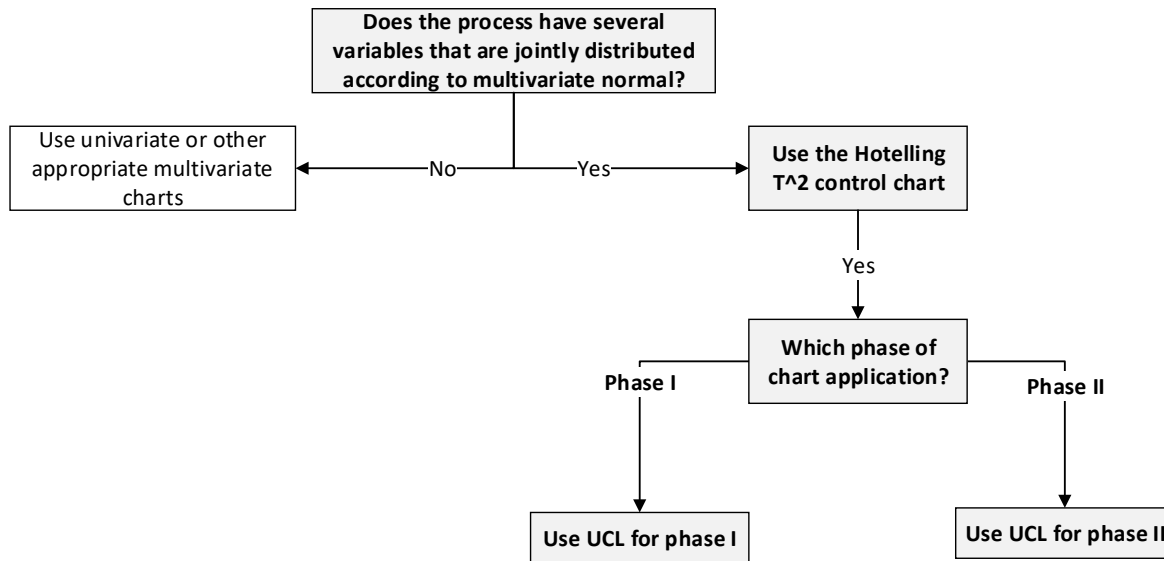 Does the process have several
variables that are jointly distributed
according to multivariate normal?
Use univariate or other
appropriate multivariate
charts
No
Yes
Use the Hotelling
T^2 control chart
Yes
Which phase of
chart application?
Phase I
Phase II
Use UCL for phase I
Use UCL for phase II